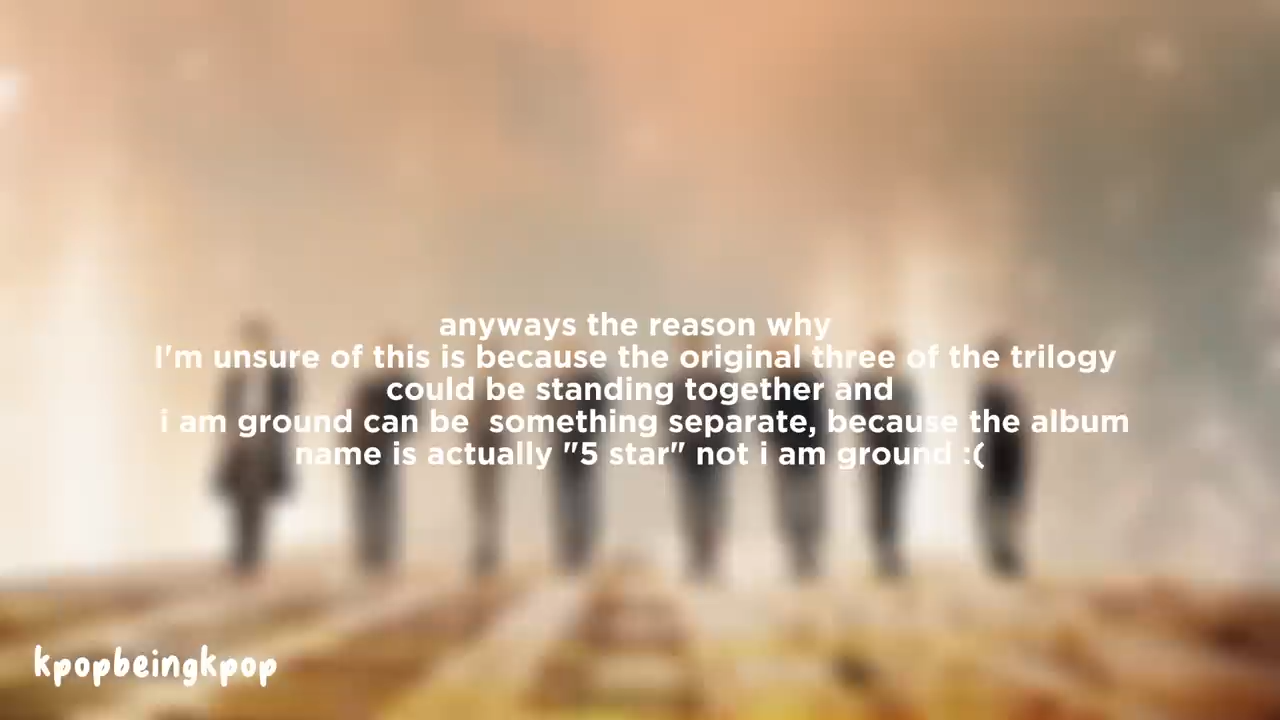 anyways the reason why
I'm unsure of this is because the original three of the trilogy
could be standing together and
i am ground can be  something separate, because the album
name is actually "5 star" not i am ground :(
kpopbeingkpop